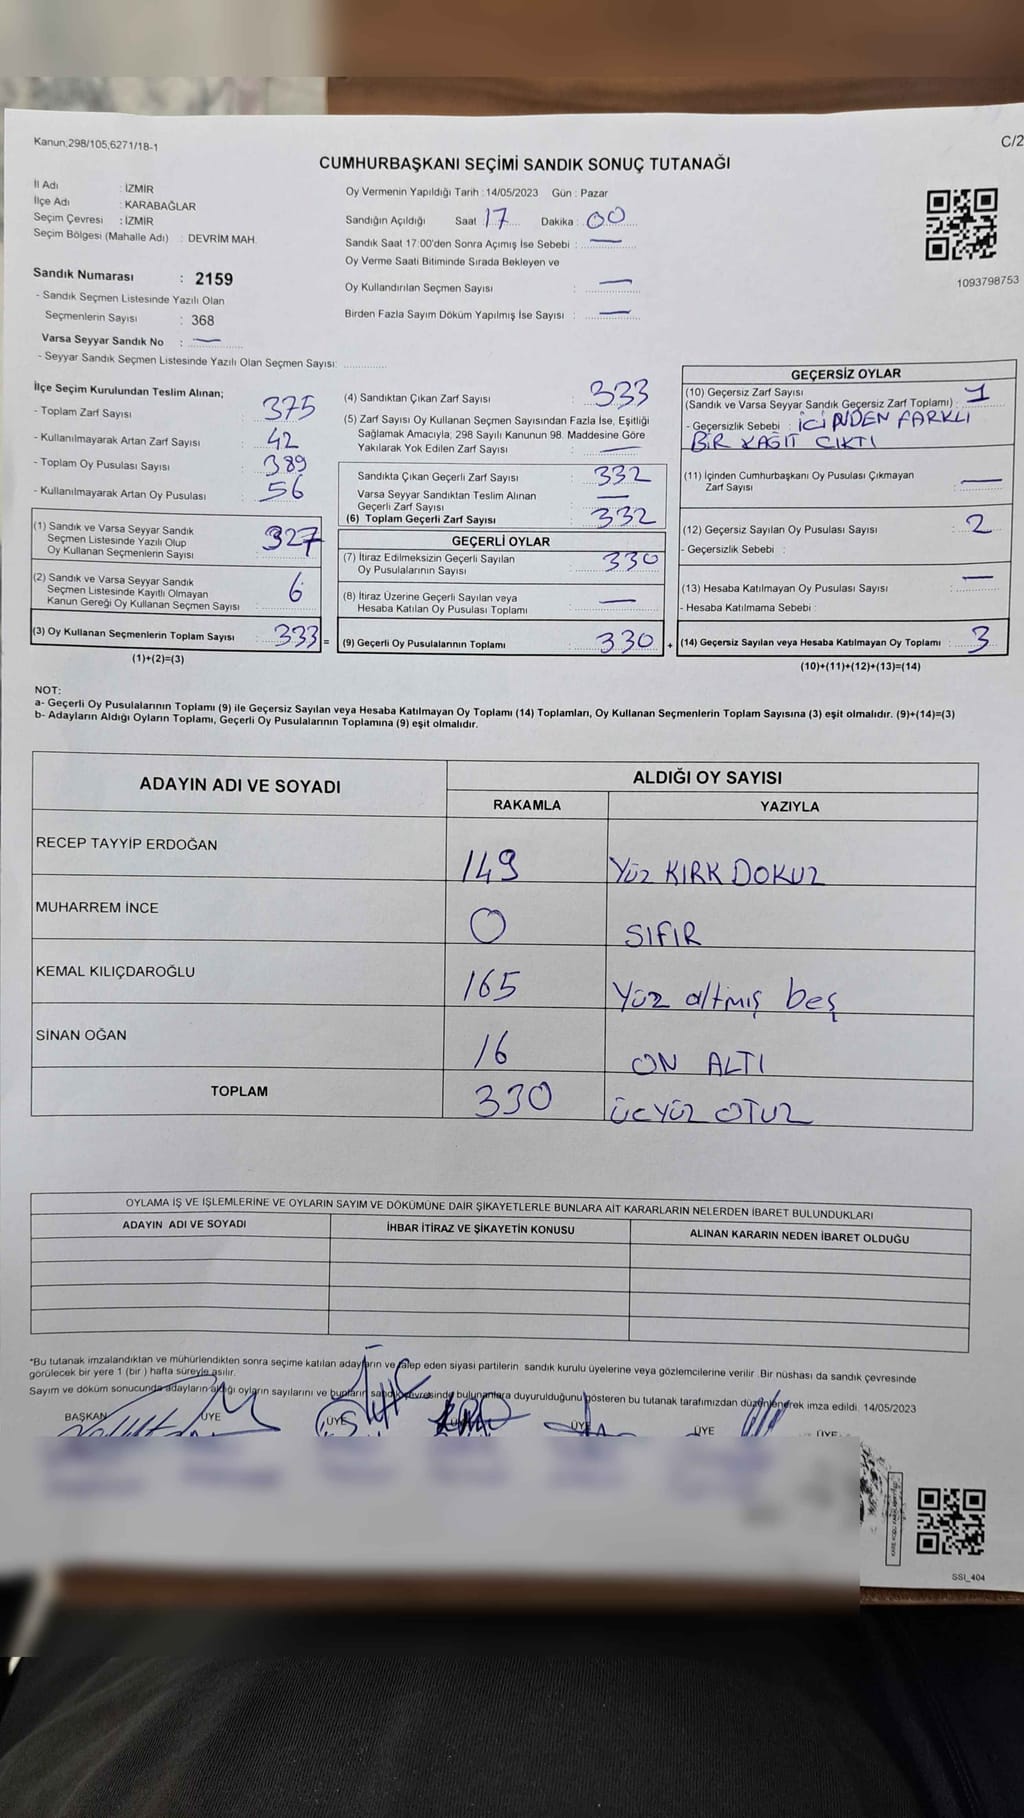 Kanun;298/105,6271/18-1
C/2
CUMHURBAŞKANI SEÇİMİ SANDIK SONUÇ TUTANAĞI
İl Adı : İZMİR
İlçe Adı : KARABAĞLAR
Seçim Çevresi : İZMİR
Seçim Bölgesi (Mahalle Adı) : DEVRİM MAH.
Oy Vermenin Yapıldığı Tarih : 14/05/2023 Gün : Pazar
Sandığın Açıldığı Saat 17 Dakika : 00
Sandık Saat 17:00'den Sonra Açımış İse Sebebi : —
Oy Verme Saati Bitiminde Sırada Bekleyen ve
Oy Kullandırılan Seçmen Sayısı : —
Birden Fazla Sayım Döküm Yapılmış İse Sayısı : —
1093798753
Sandık Numarası : 2159
- Sandık Seçmen Listesinde Yazılı Olan
Seçmenlerin Sayısı : 368
Varsa Seyyar Sandık No : —
- Seyyar Sandık Seçmen Listesinde Yazılı Olan Seçmen Sayısı:
İlçe Seçim Kurulundan Teslim Alınan;
- Toplam Zarf Sayısı : 375
- Kullanılmayarak Artan Zarf Sayısı : 42
- Toplam Oy Pusulası Sayısı : 389
- Kullanılmayarak Artan Oy Pusulası : 56
(1) Sandık ve Varsa Seyyar Sandık
Seçmen Listesinde Yazılı Olup
Oy Kullanan Seçmenlerin Sayısı : 327
(2) Sandık ve Varsa Seyyar Sandık
Seçmen Listesinde Kayıtlı Olmayan
Kanun Gereği Oy Kullanan Seçmen Sayısı : 6
(3) Oy Kullanan Seçmenlerin Toplam Sayısı : 333 =
(1)+(2)=(3)
(4) Sandıktan Çıkan Zarf Sayısı : 333
(5) Zarf Sayısı Oy Kullanan Seçmen Sayısından Fazla İse, Eşitliği
Sağlamak Amacıyla, 298 Sayılı Kanunun 98. Maddesine Göre
Yakılarak Yok Edilen Zarf Sayısı : —
Sandıkta Çıkan Geçerli Zarf Sayısı : 332
Varsa Seyyar Sandıktan Teslim Alınan
Geçerli Zarf Sayısı : —
(6) Toplam Geçerli Zarf Sayısı : 332
GEÇERLİ OYLAR
(7) İtiraz Edilmeksizin Geçerli Sayılan
Oy Pusulalarının Sayısı : 330
(8) İtiraz Üzerine Geçerli Sayılan veya
Hesaba Katılan Oy Pusulası Toplamı : —
(9) Geçerli Oy Pusulalarının Toplamı : 330 +
GEÇERSİZ OYLAR
(10) Geçersiz Zarf Sayısı
(Sandık ve Varsa Seyyar Sandık Geçersiz Zarf Toplamı) : 1
- Geçersizlik Sebebi : İCİNDEN FARKLI
BİR KAĞIT CIKTI
(11) İçinden Cumhurbaşkanı Oy Pusulası Çıkmayan
Zarf Sayısı : —
(12) Geçersiz Sayılan Oy Pusulası Sayısı : 2
- Geçersizlik Sebebi :
(13) Hesaba Katılmayan Oy Pusulası Sayısı : —
- Hesaba Katılmama Sebebi :
(14) Geçersiz Sayılan veya Hesaba Katılmayan Oy Toplamı : 3
(10)+(11)+(12)+(13)=(14)
NOT:
a- Geçerli Oy Pusulalarının Toplamı (9) ile Geçersiz Sayılan veya Hesaba Katılmayan Oy Toplamı (14) Toplamları, Oy Kullanan Seçmenlerin Toplam Sayısına (3) eşit olmalıdır. (9)+(14)=(3)
b- Adayların Aldığı Oyların Toplamı, Geçerli Oy Pusulalarının Toplamına (9) eşit olmalıdır.
ADAYIN ADI VE SOYADI
ALDIĞI OY SAYISI
RAKAMLA YAZIYLA
RECEP TAYYİP ERDOĞAN 149 Yüz KIRK DOKUZ
MUHARREM İNCE 0 SIFIR
KEMAL KILIÇDAROĞLU 165 Yüz altmış beş
SİNAN OĞAN 16 ON ALTI
TOPLAM 330 ÜCYÜZ OTUZ
OYLAMA İŞ VE İŞLEMLERİNE VE OYLARIN SAYIM VE DÖKÜMÜNE DAİR ŞİKAYETLERLE BUNLARA AİT KARARLARIN NELERDEN İBARET BULUNDUKLARI
ADAYIN ADI VE SOYADI İHBAR İTİRAZ VE ŞİKAYETİN KONUSU ALINAN KARARIN NEDEN İBARET OLDUĞU
*Bu tutanak imzalandıktan ve mühürlendikten sonra seçime katılan adayların ve talep eden siyasi partilerin sandık kurulu üyelerine veya gözlemcilerine verilir. Bir nüshası da sandık çevresinde
görülecek bir yere 1 (bir ) hafta süreyle asılır.
Sayım ve döküm sonucunda adayların aldığı oyların sayılarını ve bunların sandık çevresinde bulunanlara duyurulduğunu gösteren bu tutanak tarafımızdan düzenlenerek imza edildi. 14/05/2023
BAŞKAN ÜYE ÜYE ÜYE ÜYE ÜYE
SSI_404